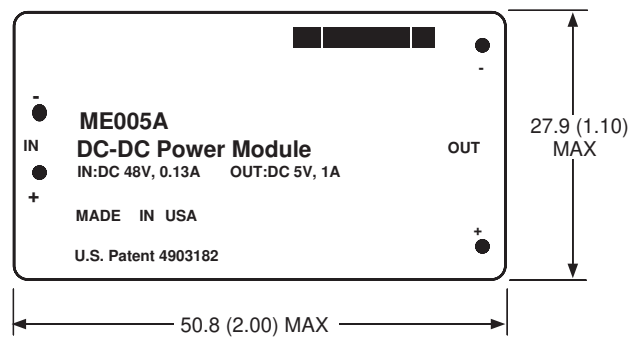 -
-
-
IN
+
ME005A
DC-DC Power Module
IN:DC 48V, 0.13A OUT:DC 5V, 1A
MADE IN USA
U.S. Patent 4903182
OUT
+
27.9 (1.10)
MAX
50.8 (2.00) MAX